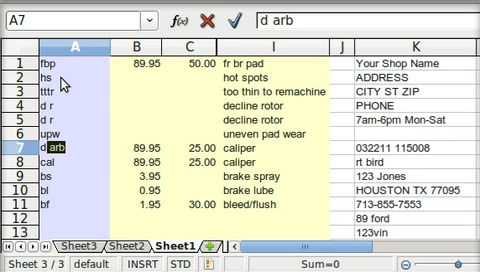 A7 f(x) d arb
A B C I J K
1 fbp 89.95 50.00 fr br pad Your Shop Name
2 hs hot spots ADDRESS
3 tttr too thin to remachine CITY ST ZIP
4 d r decline rotor PHONE
5 d r decline rotor 7am-6pm Mon-Sat
6 upw uneven pad wear
7 d arb 89.95 25.00 caliper 032211 115008
8 cal 89.95 25.00 caliper rt bird
9 bs 3.95 brake spray 123 Jones
10 bl 0.95 brake lube HOUSTON TX 77095
11 bf 1.95 30.00 bleed/flush 713-855-7553
12 89 ford
13 123vin
Sheet3 Sheet2 Sheet1
Sheet 3 / 3 default INSRT STD Sum=0